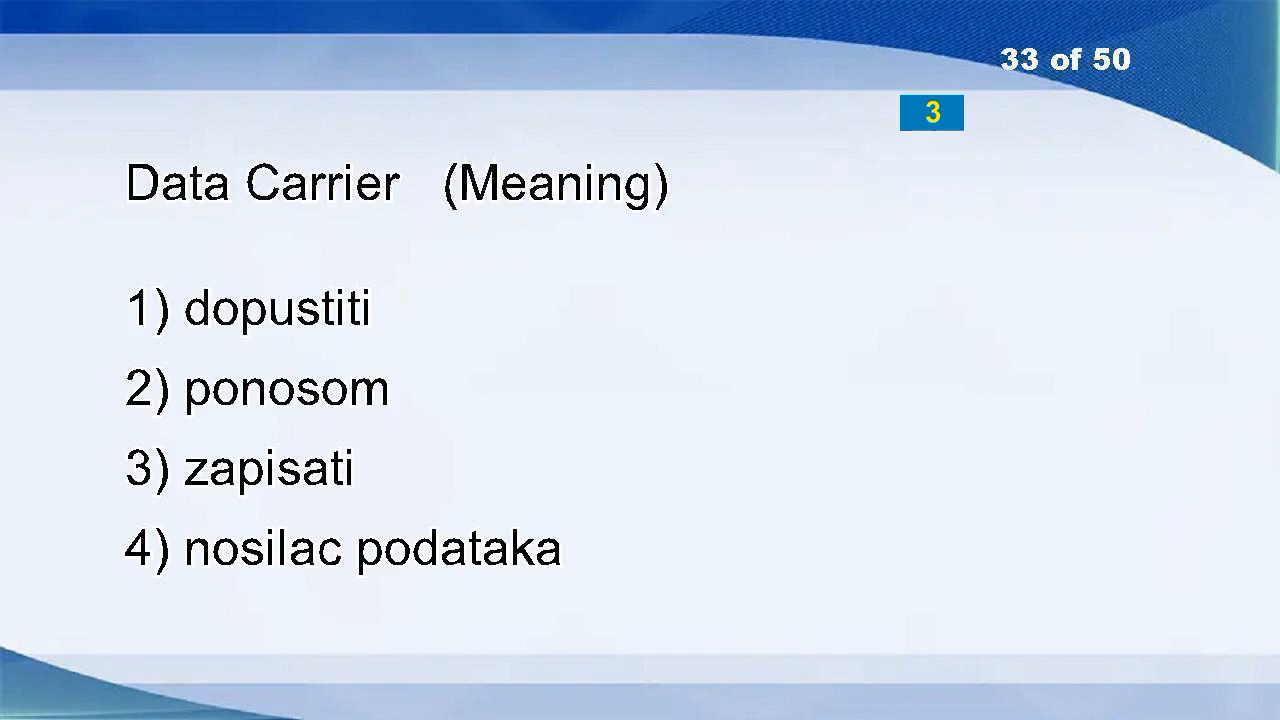 33 of 50
3
Data Carrier (Meaning)
1) dopustiti
2) ponosom
3) zapisati
4) nosilac podataka